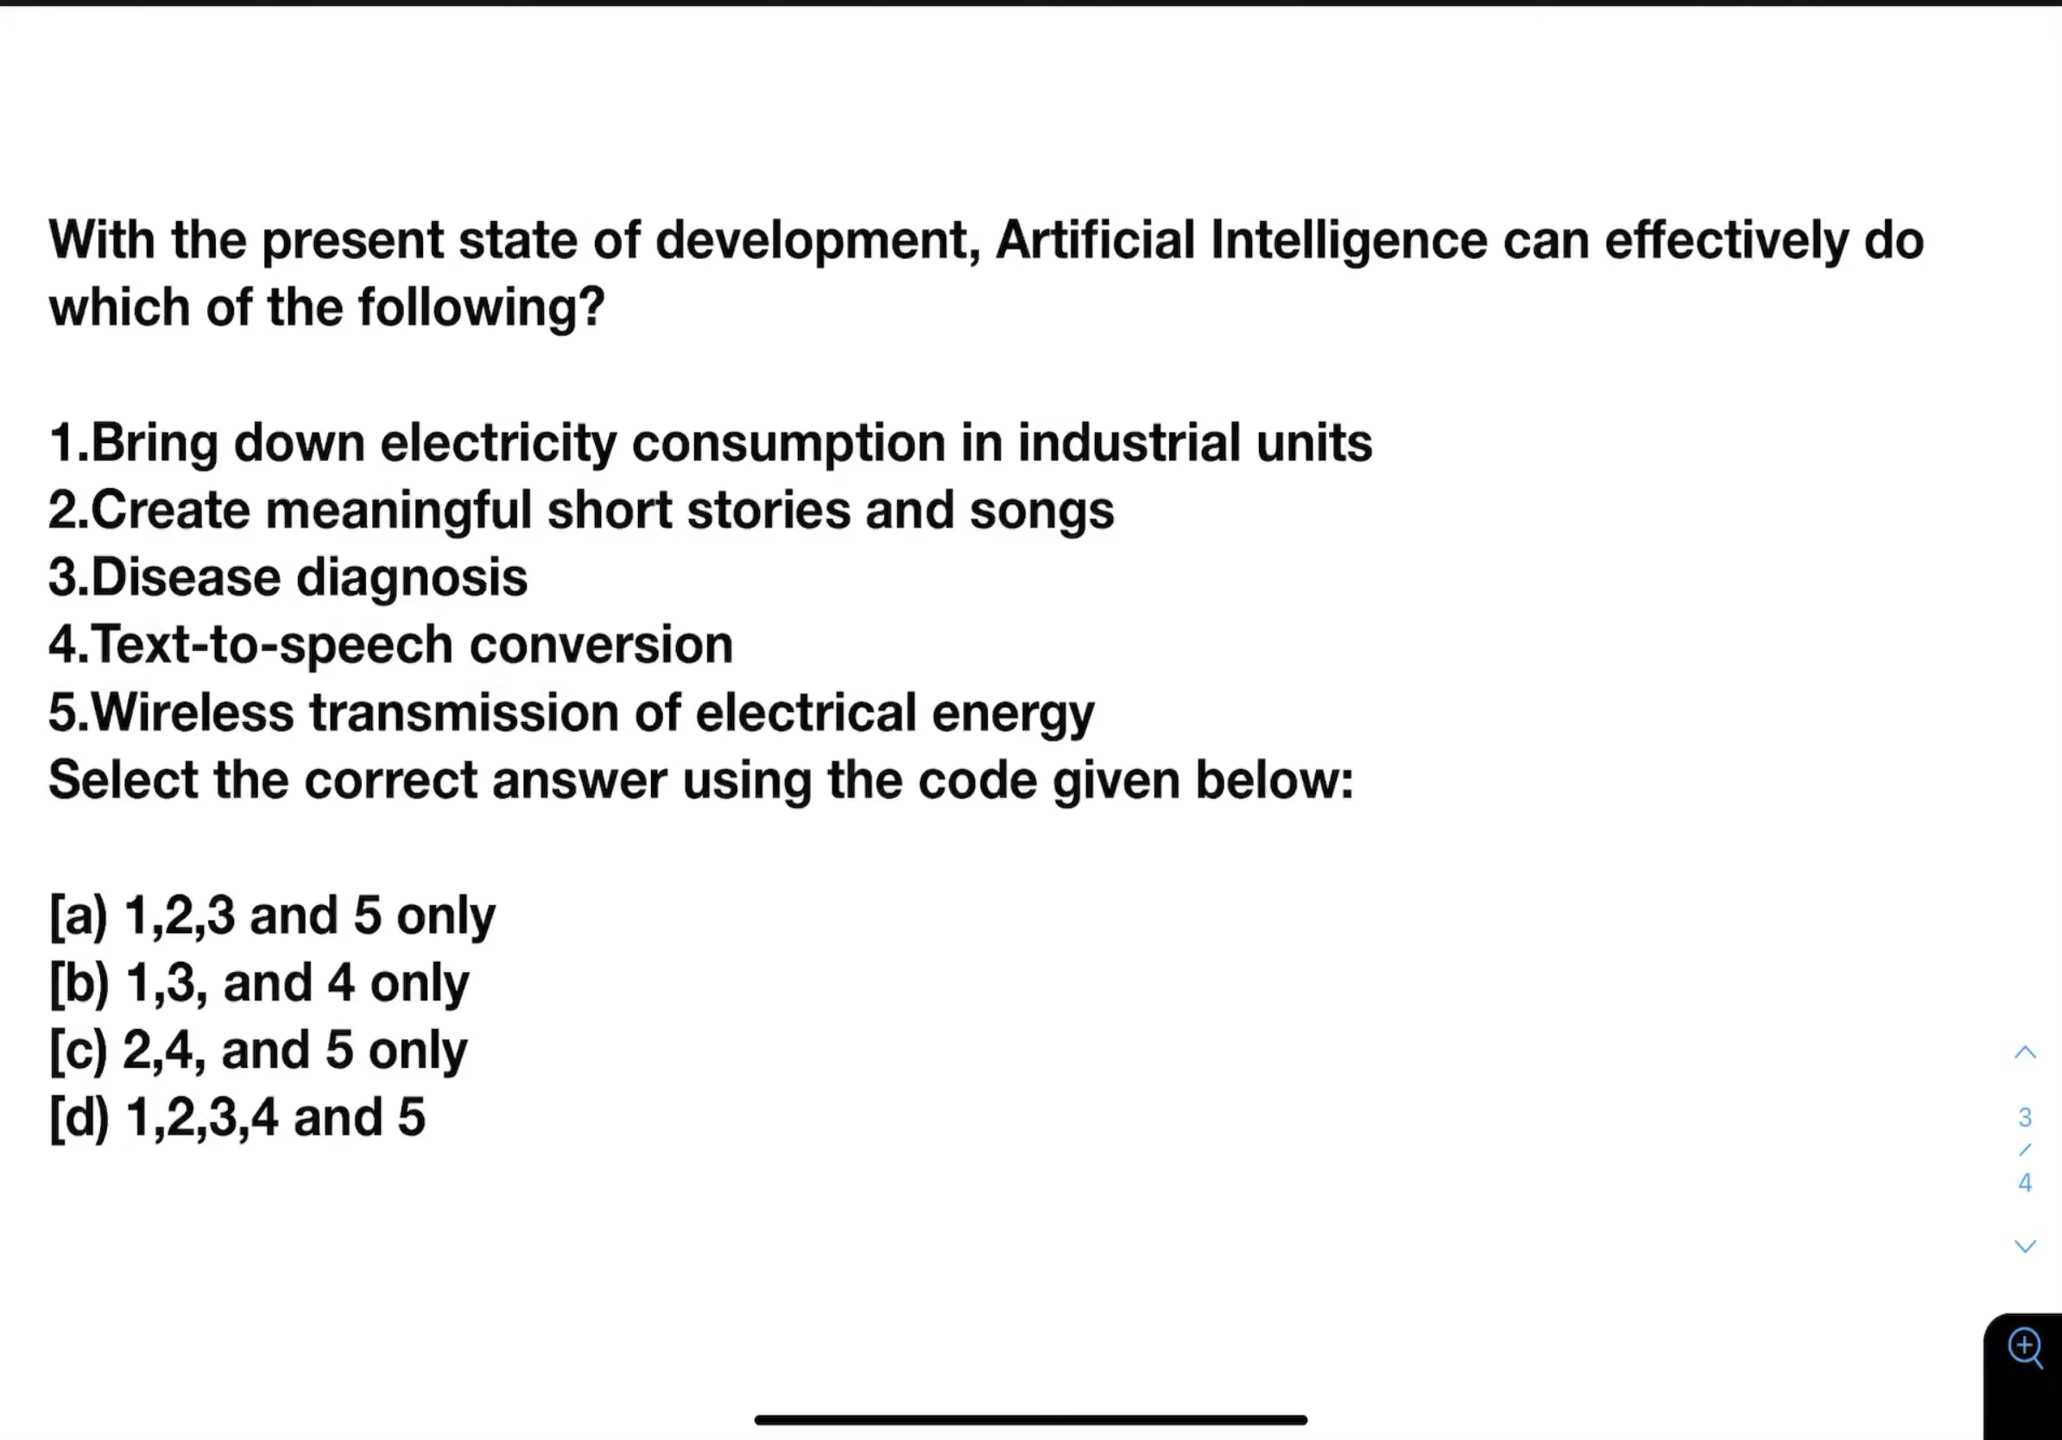 With the present state of development, Artificial Intelligence can effectively do
which of the following?
1.Bring down electricity consumption in industrial units
2.Create meaningful short stories and songs
3.Disease diagnosis
4.Text-to-speech conversion
5.Wireless transmission of electrical energy
Select the correct answer using the code given below:
[a) 1,2,3 and 5 only
[b) 1,3, and 4 only
[c) 2,4, and 5 only
[d) 1,2,3,4 and 5
3
/
4